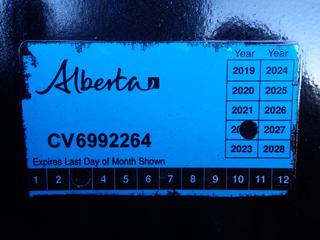 Year Year
Alberta
2019 2024
2020 2025
2021 2026
2027
CV6992264
2023 2028
Expires Last Day of Month Shown
1 2 4 5 6 7 8 9 10 11 12